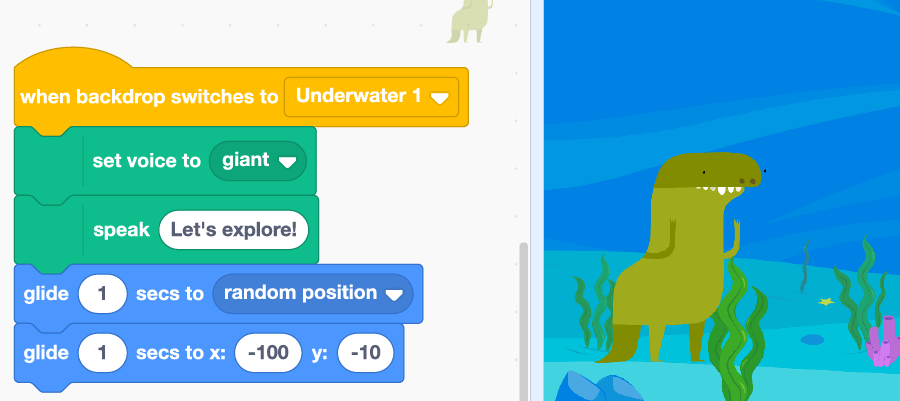 when backdrop switches to Underwater 1
set voice to giant
speak Let's explore!
glide 1 secs to random position
glide 1 secs to x: -100 y: -10